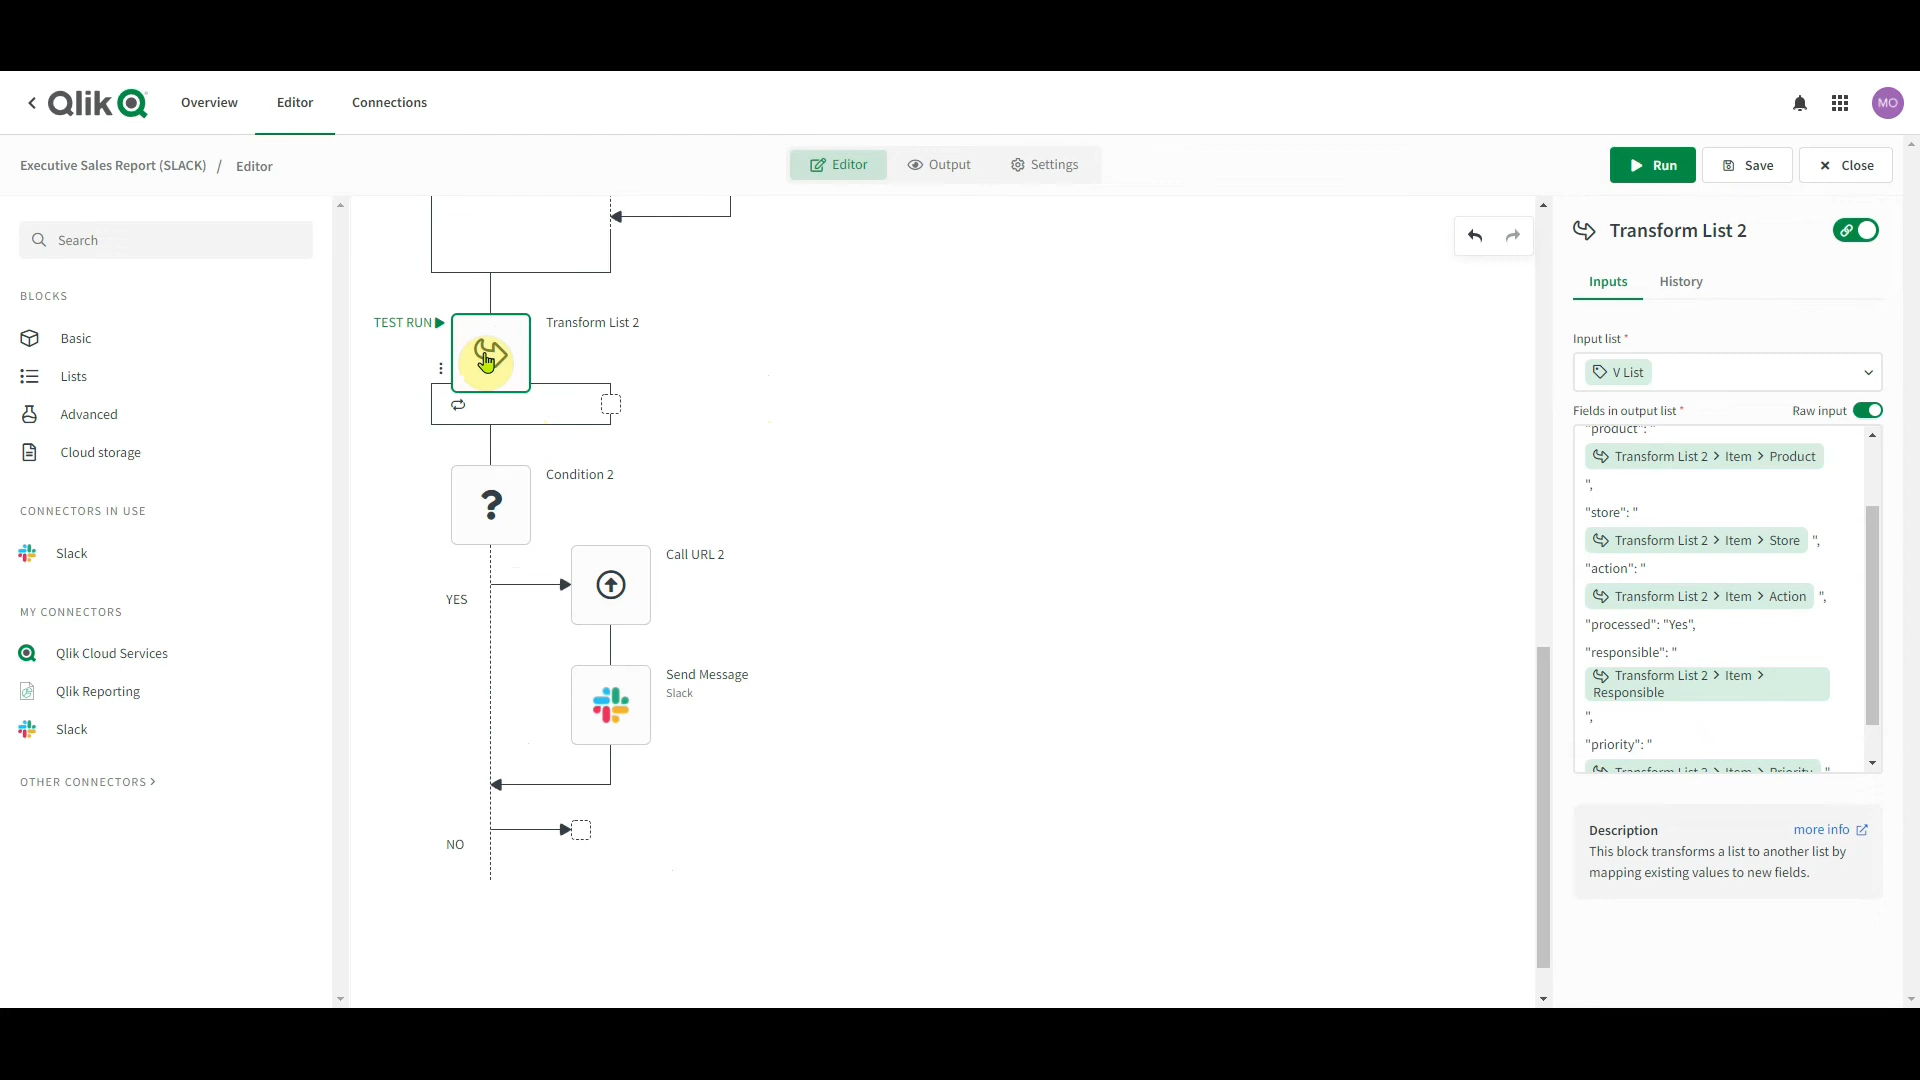 Qlik
Overview
Editor
Connections
MO
Executive Sales Report (SLACK) / Editor
Editor
Output
Settings
Run
Save
Close
Search
BLOCKS
Basic
Lists
Advanced
Cloud storage
CONNECTORS IN USE
Slack
MY CONNECTORS
Qlik Cloud Services
Qlik Reporting
Slack
OTHER CONNECTORS >
TEST RUN
Transform List 2
Condition 2
?
YES
Call URL 2
Send Message
Slack
NO
Transform List 2
Inputs
History
Input list *
V List
Fields in output list *
Raw input
"product": "
Transform List 2 > Item > Product
",
"store": "
Transform List 2 > Item > Store ",
"action": "
Transform List 2 > Item > Action ",
"processed": "Yes",
"responsible": "
Transform List 2 > Item >
Responsible
",
"priority": "
Transform List 2 > Item > Priority "
Description
more info
This block transforms a list to another list by
mapping existing values to new fields.